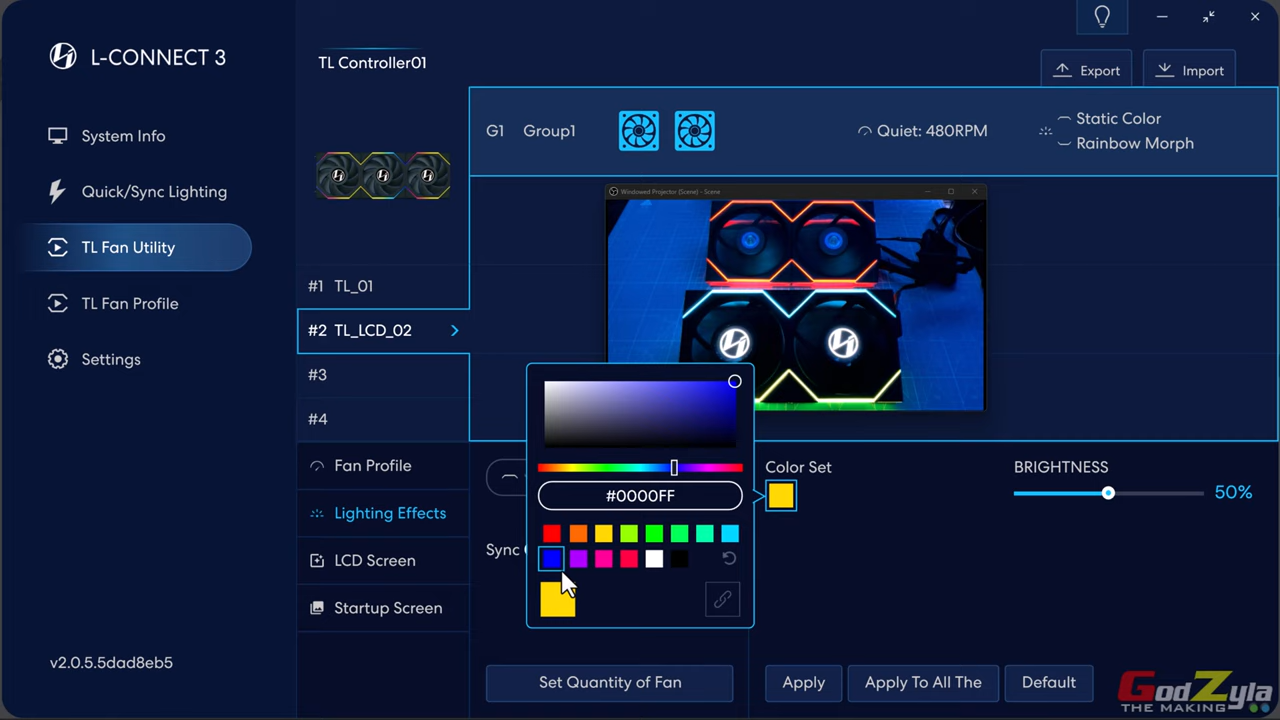 L-CONNECT 3
TL Controller01
Export
Import
System Info
Quick/Sync Lighting
TL Fan Utility
TL Fan Profile
Settings
G1 Group1
Quiet: 480RPM
Static Color
Rainbow Morph
Windowed Projector (Scene) - Scene
#1 TL_01
#2 TL_LCD_02
#3
#4
Fan Profile
Lighting Effects
LCD Screen
Startup Screen
#0000FF
Color Set
BRIGHTNESS
50%
Sync
Set Quantity of Fan
Apply
Apply To All The
Default
v2.0.5.5dad8eb5
GodZyla
THE MAKING